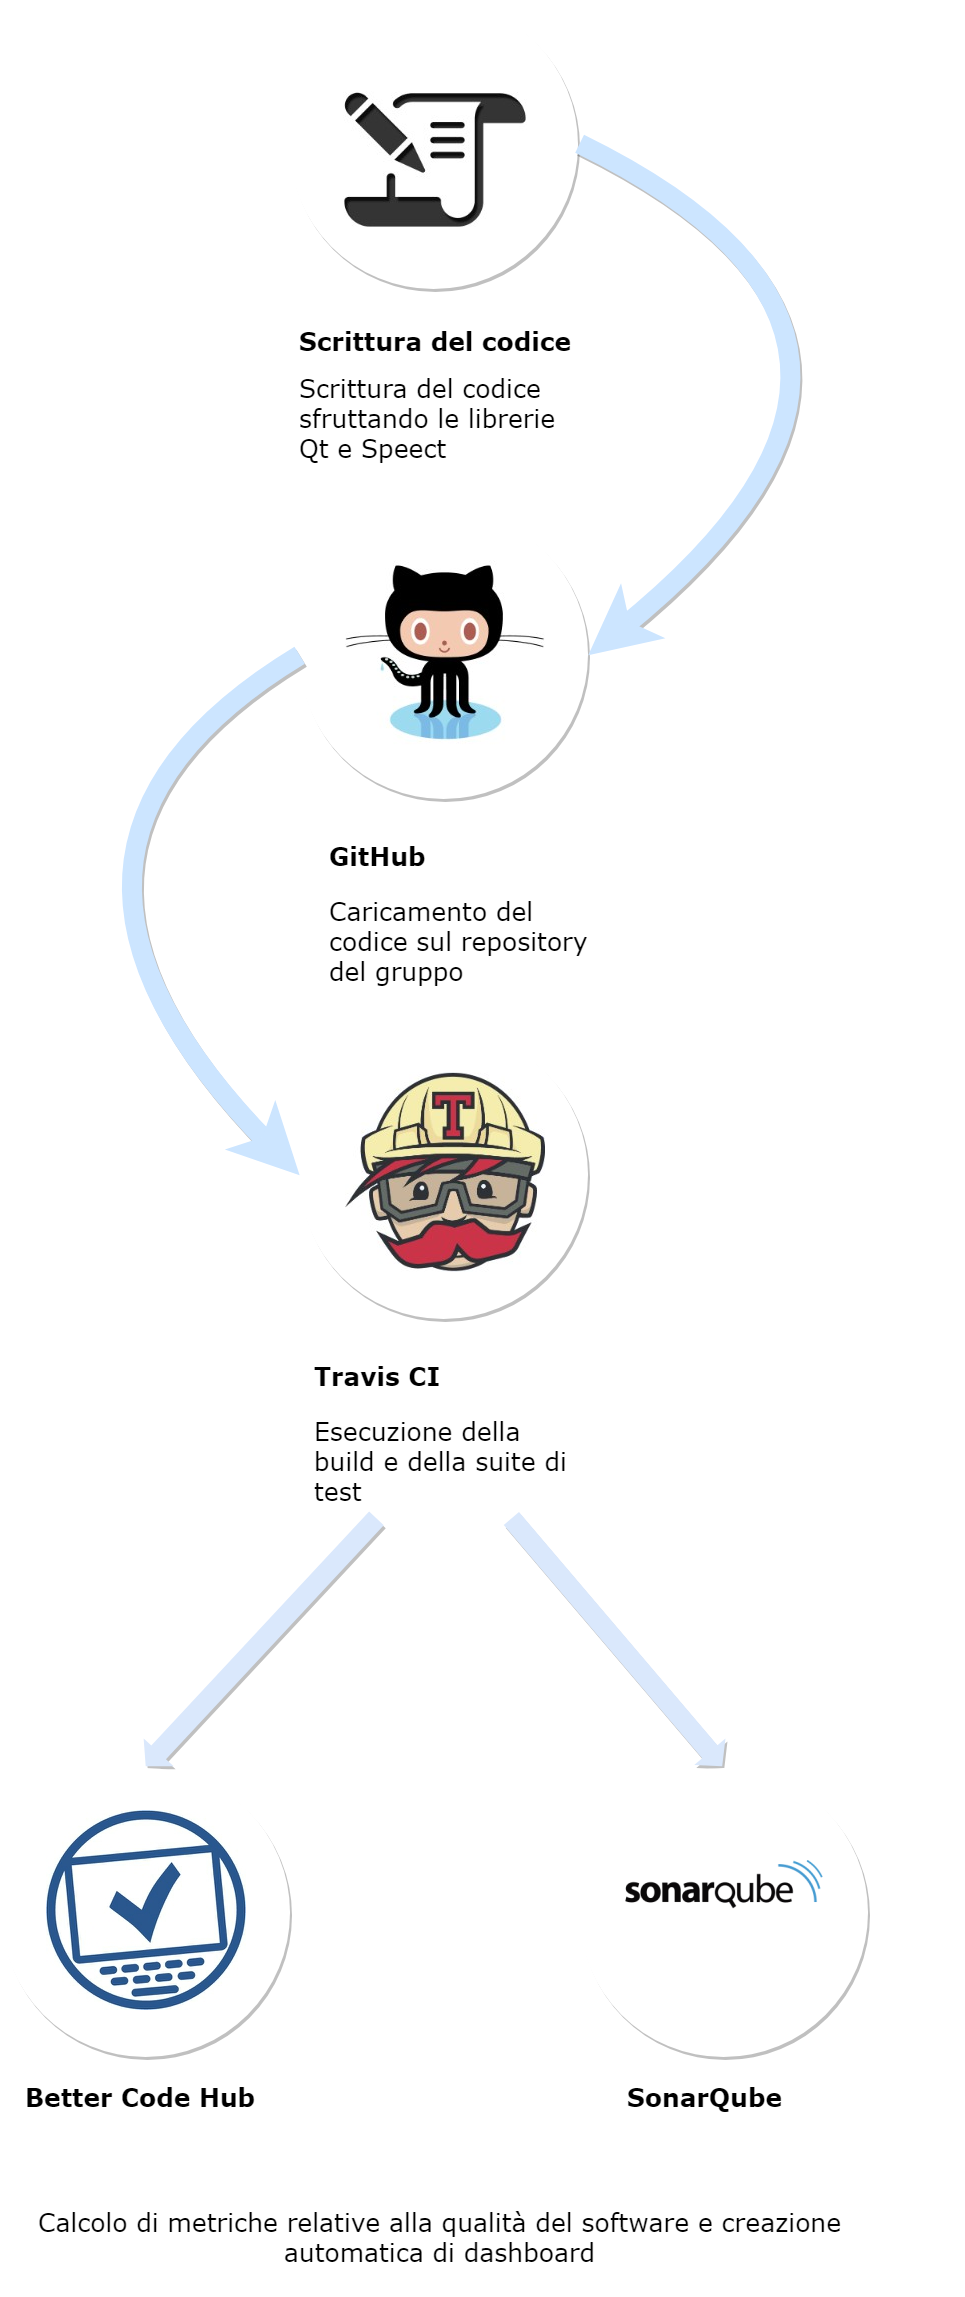 Scrittura del codice
Scrittura del codice
sfruttando le librerie
Qt e Speect
GitHub
Caricamento del
codice sul repository
del gruppo
T
Travis CI
Esecuzione della
build e della suite di
test
sonarqube
Better Code Hub
SonarQube
Calcolo di metriche relative alla qualità del software e creazione
automatica di dashboard